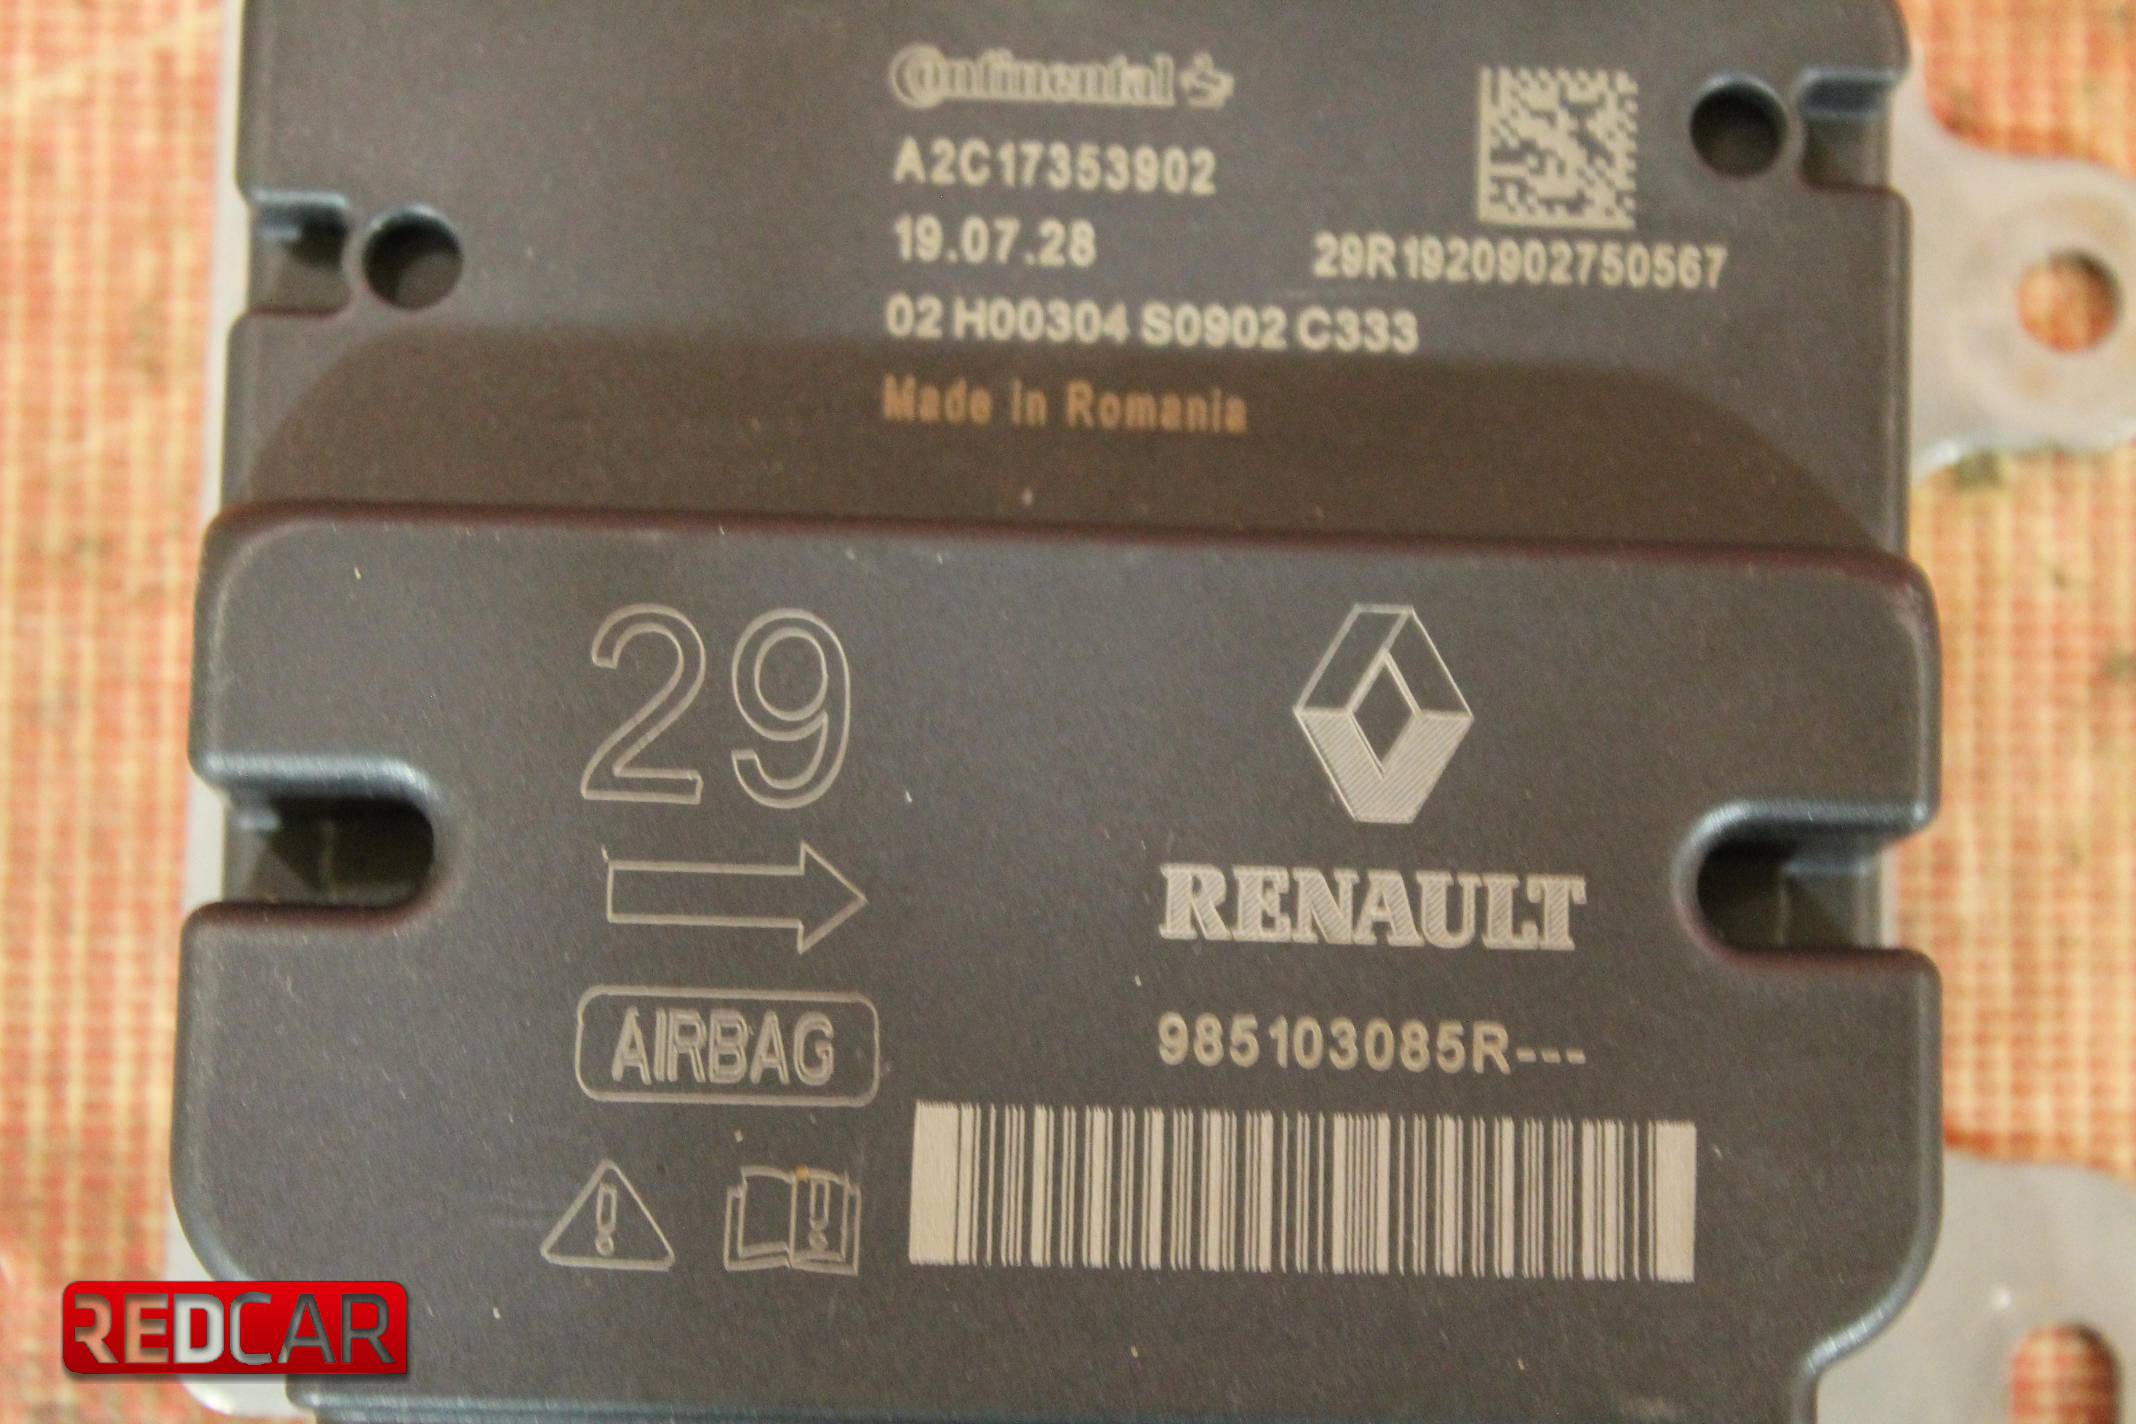 Continental
A2C17353902
19.07.28
29R1920902750567
02 H00304 S0902 C333
Made in Romania
29
RENAULT
AIRBAG
985103085R---
REDCAR